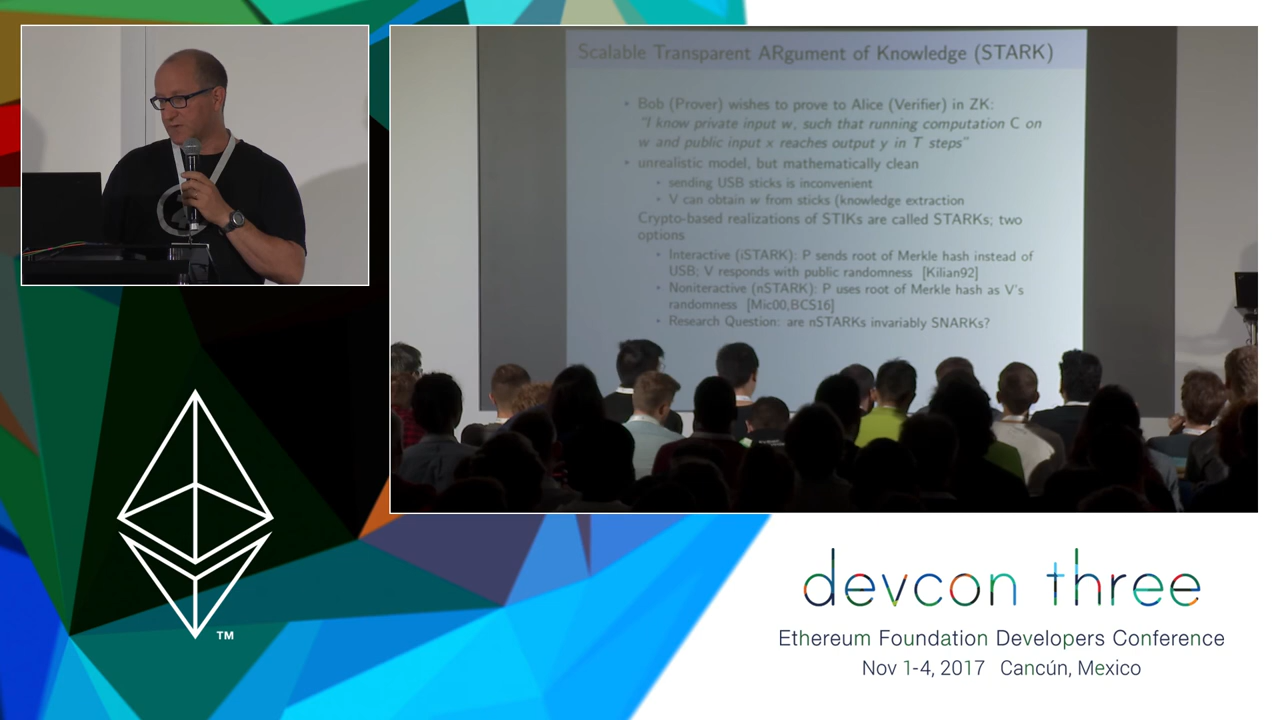 Scalable Transparent ARgument of Knowledge (STARK)
• Bob (Prover) wishes to prove to Alice (Verifier) in ZK:
"I know private input w, such that running computation C on
w and public input x reaches output y in T steps"
• unrealistic model, but mathematically clean
• sending USB sticks is inconvenient
• V can obtain w from sticks (knowledge extraction
Crypto-based realizations of STIKs are called STARKs; two
options
• Interactive (iSTARK): P sends root of Merkle hash instead of
USB; V responds with public randomness [Kilian92]
• Noniteractive (nSTARK): P uses root of Merkle hash as V's
randomness [Mic00,BCS16]
• Research Question: are nSTARKs invariably SNARKs?
TM
devcon three
Ethereum Foundation Developers Conference
Nov 1-4, 2017 Cancún, Mexico